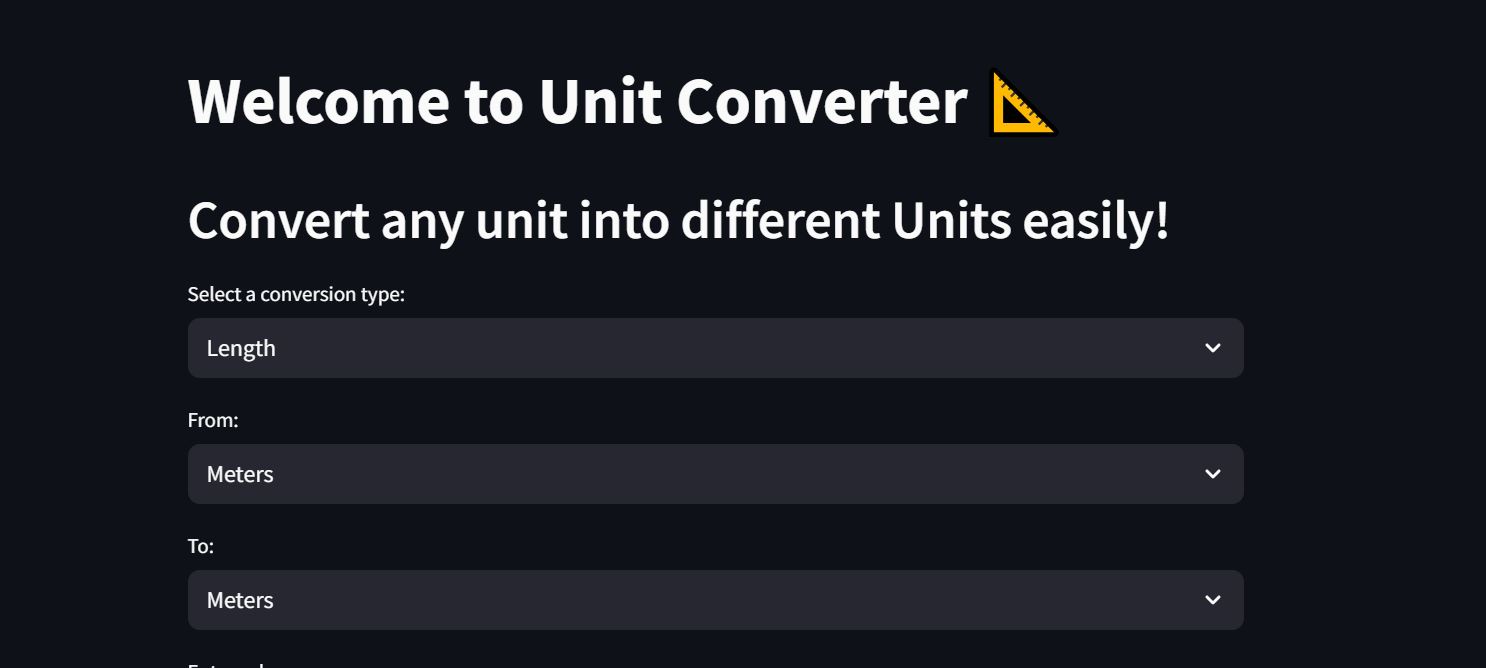 Welcome to Unit Converter
Convert any unit into different Units easily!
Select a conversion type:
Length
From:
Meters
To:
Meters